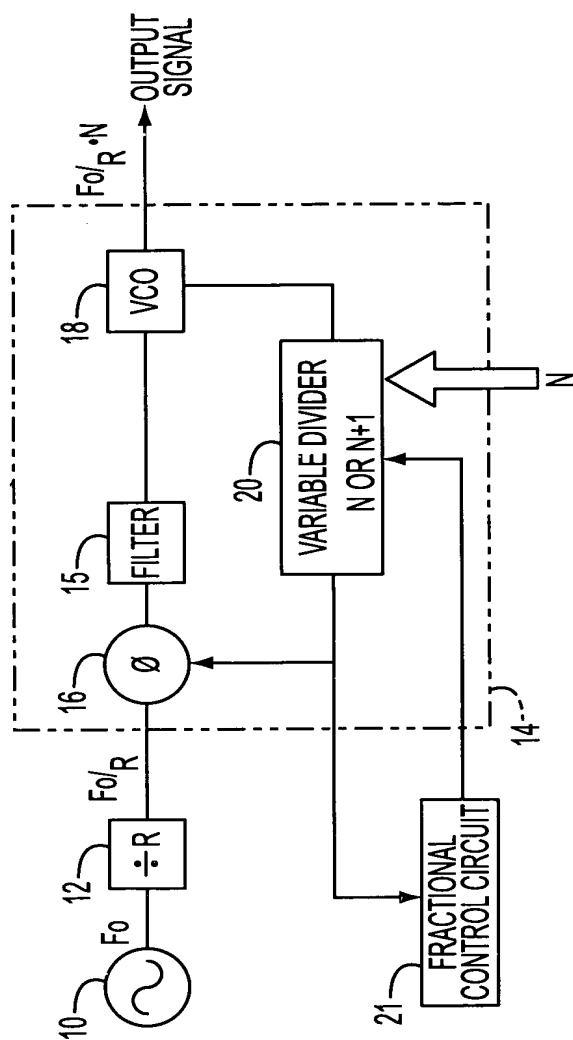 10
Fo
12
÷R
Fo/R
16
Ø
15
FILTER
18
VCO
Fo/R •N
OUTPUT
SIGNAL
20
VARIABLE DIVIDER
N OR N+1
N
14
21
FRACTIONAL
CONTROL CIRCUIT